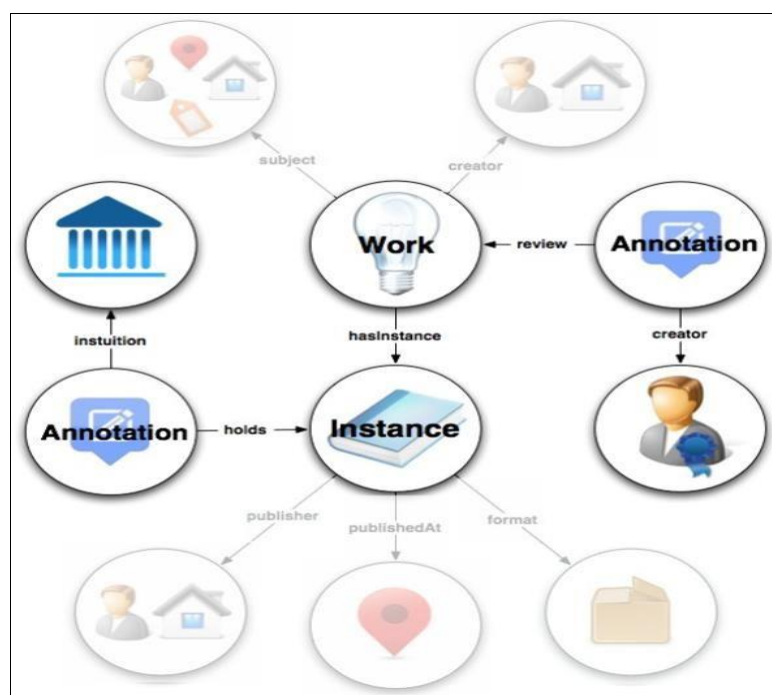 subject
creator
Work
review
Annotation
instuition
hasInstance
creator
Annotation
holds
Instance
publisher
publishedAt
format